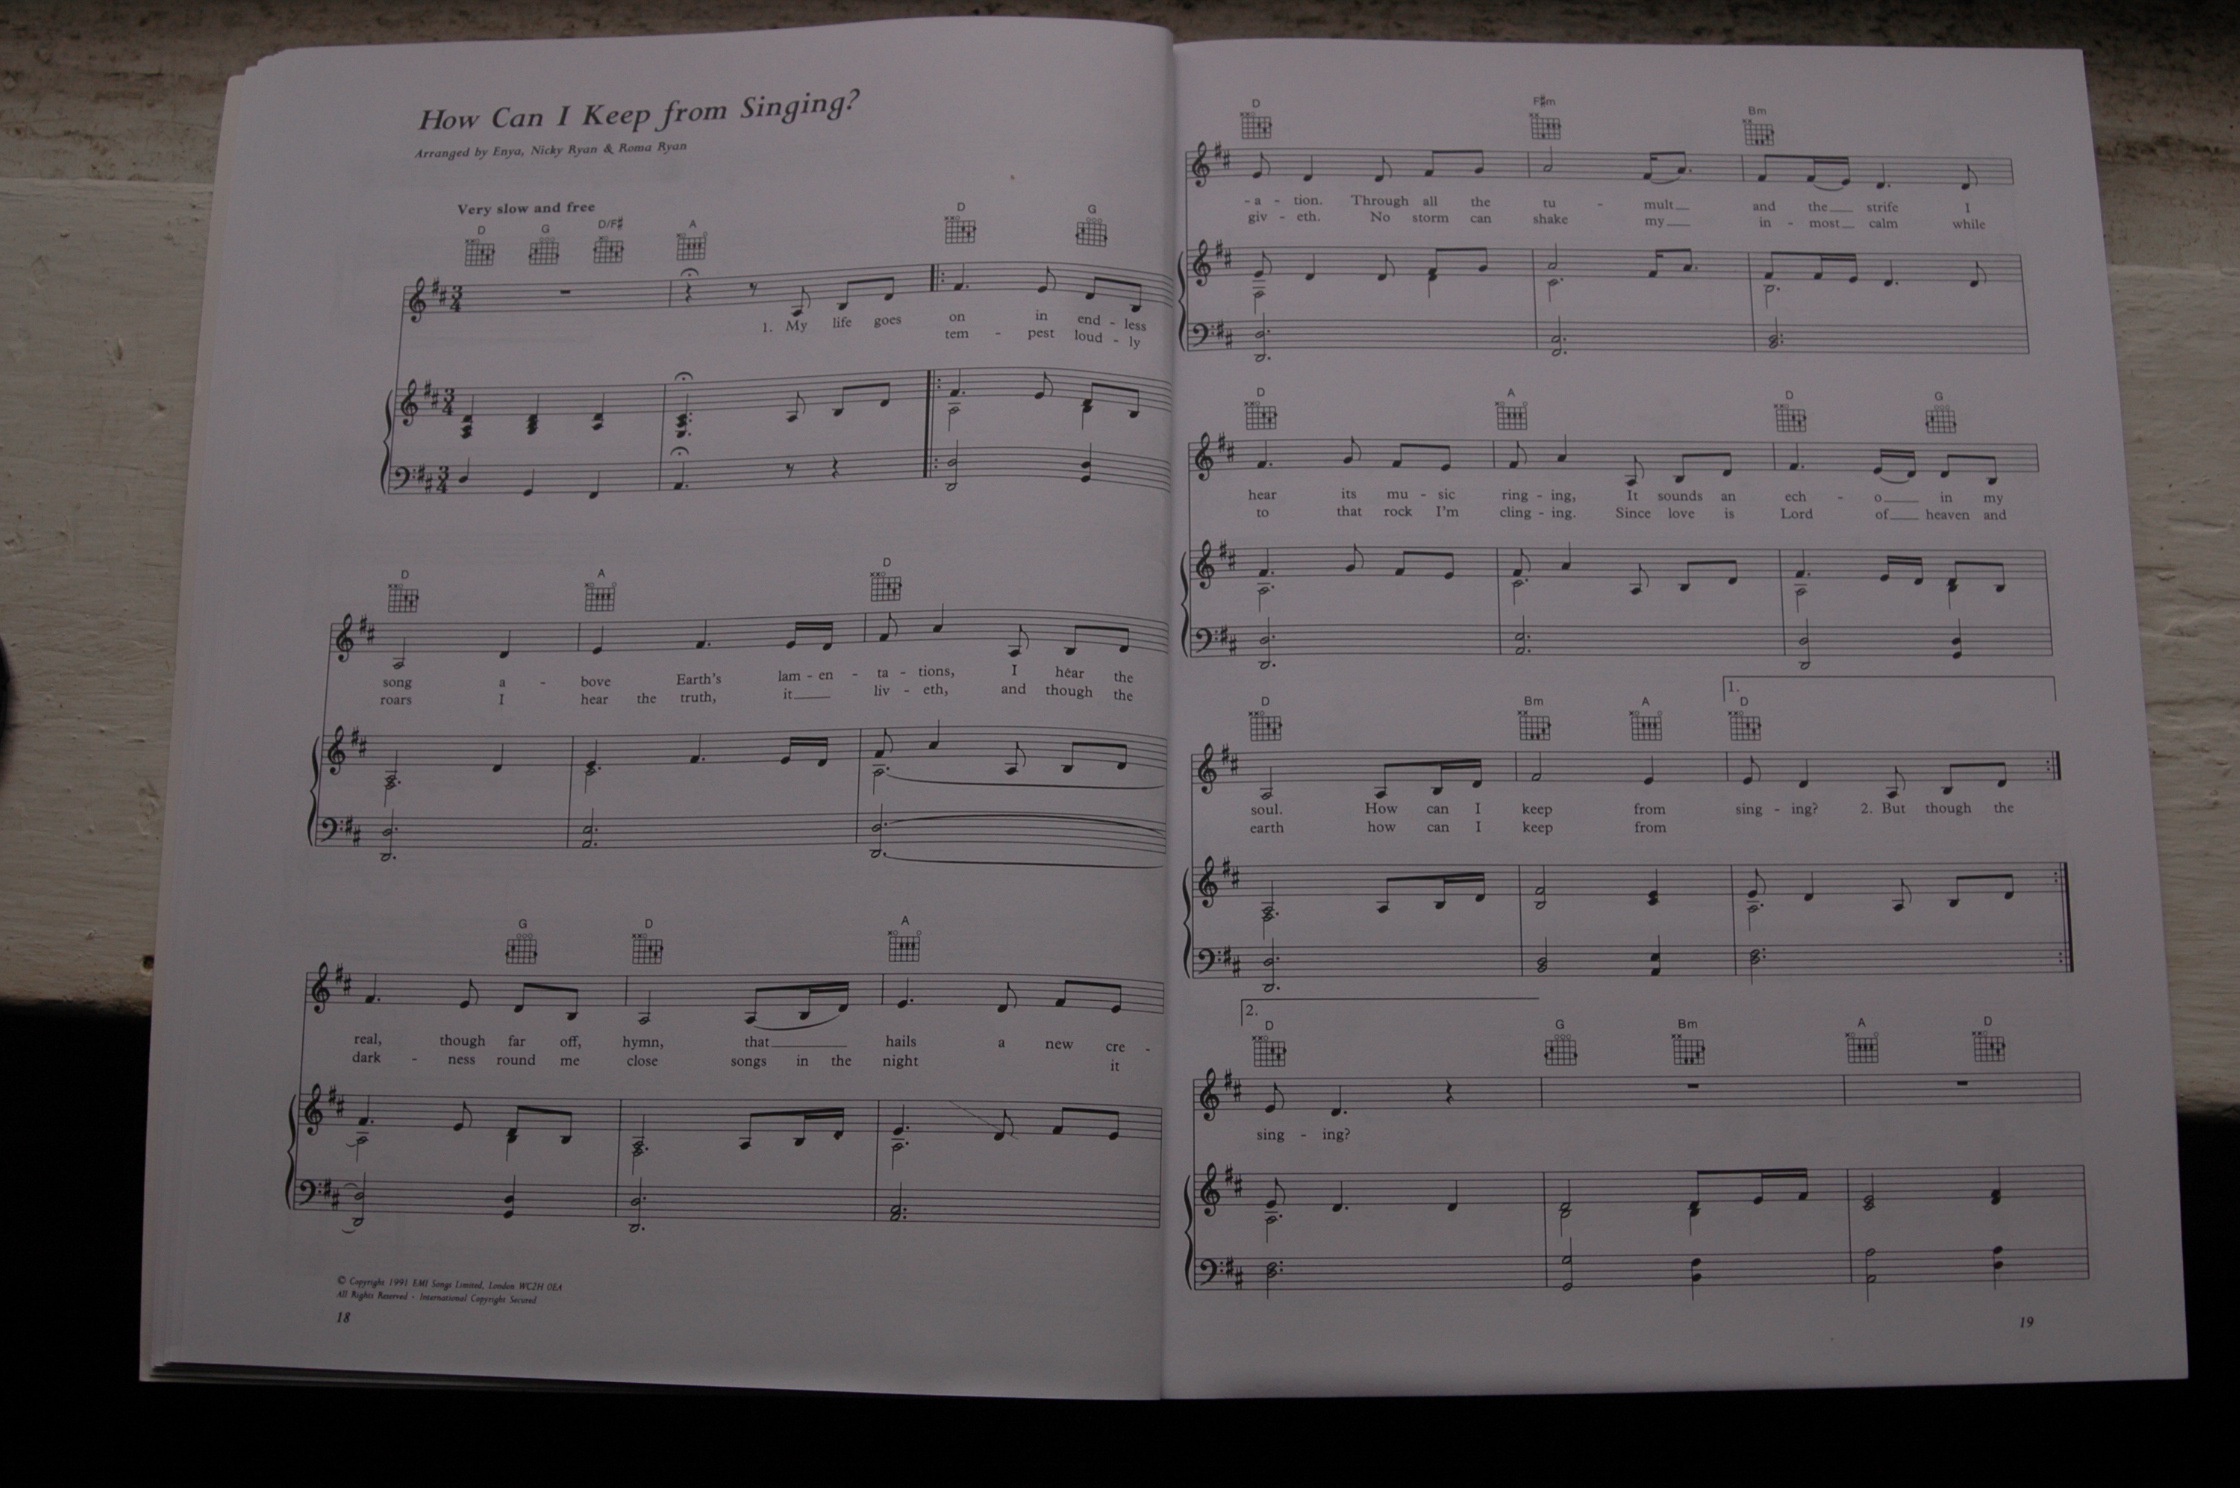 How Can I Keep from Singing?
Arranged by Enya, Nicky Ryan & Roma Ryan
Very slow and free
D G D/F♯ A D G
1. My life goes on in end - less
tem - pest loud - ly
D A D
song a - bove Earth's lam - en - ta - tions, I hear the
roars I hear the truth, it liv - eth, and though the
G D A
real, though far off, hymn, that hails a new cre -
dark - ness round me close songs in the night it
© Copyright 1991 EMI Songs Limited, London WC2H 0EA
All Rights Reserved - International Copyright Secured
18
D F♯m Bm
- a - tion. Through all the tu - mult and the strife I
giv - eth. No storm can shake my in - most calm while
D A D G
hear its mu - sic ring - ing, It sounds an ech - o in my
to that rock I'm cling - ing. Since love is Lord of heaven and
1.
D Bm A D
soul. How can I keep from sing - ing? 2. But though the
earth how can I keep from
2.
D G Bm A D
sing - ing?
19